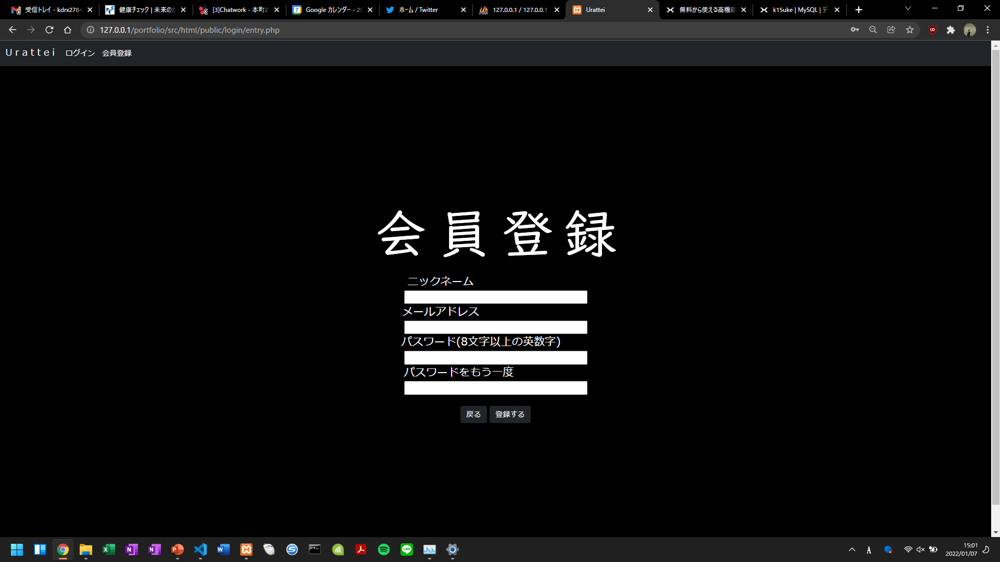 受信トレイ - kdrx2784
健康チェック | 未来のか
[3]Chatwork - 本町2
Google カレンダー - 20
ホーム / Twitter
127.0.0.1 / 127.0.0.1
Urattei
無料から使える高機能
k15uke | MySQL | デ
127.0.0.1/portfolio/src/html/public/login/entry.php
Urattei ログイン 会員登録
会員登録
ニックネーム
メールアドレス
パスワード(8文字以上の英数字)
パスワードをもう一度
戻る 登録する
15:01
2022/01/07